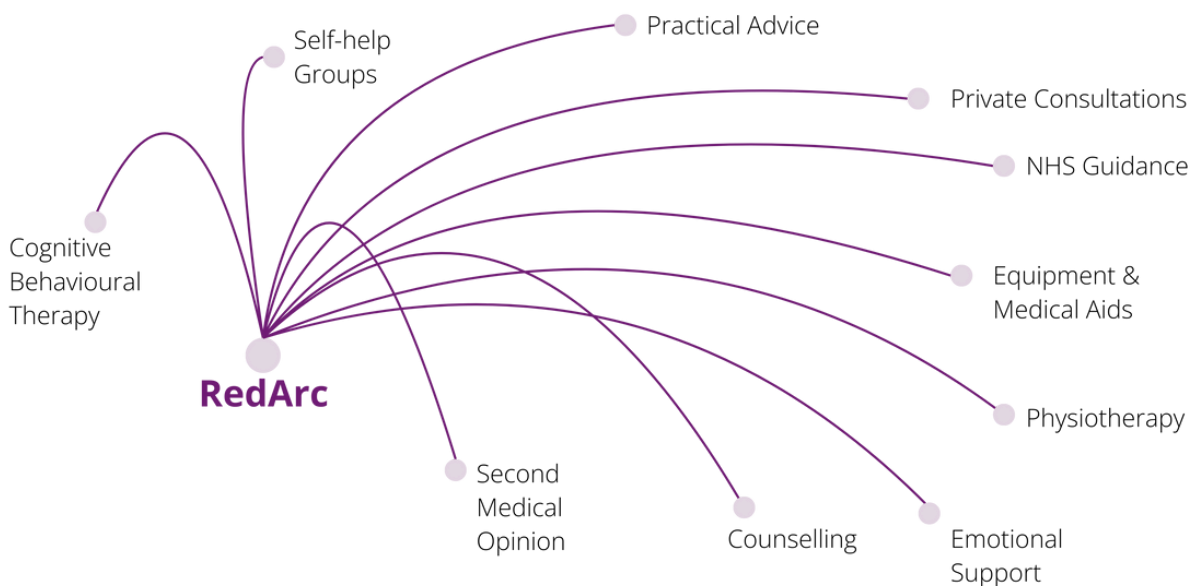 Practical Advice
Self-help
Groups
Private Consultations
NHS Guidance
Cognitive
Behavioural
Therapy
Equipment &
Medical Aids
RedArc
Physiotherapy
Second
Medical
Opinion
Counselling
Emotional
Support